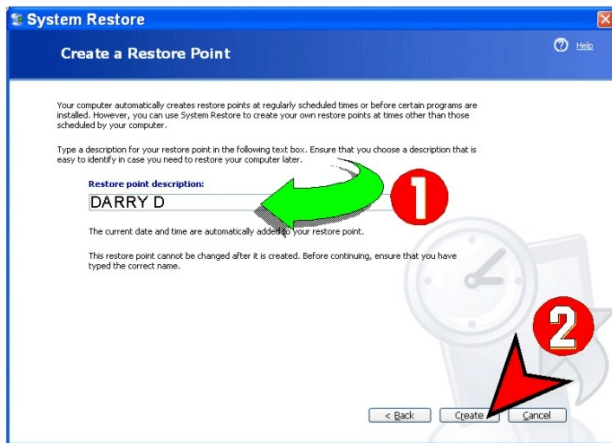 System Restore
Create a Restore Point
Help
Your computer automatically creates restore points at regularly scheduled times or before certain programs are
installed. However, you can use System Restore to create your own restore points at times other than those
scheduled by your computer.
Type a description for your restore point in the following text box. Ensure that you choose a description that is
easy to identify in case you need to restore your computer later.
Restore point description:
DARRY D
1
The current date and time are automatically added to your restore point.
This restore point cannot be changed after it is created. Before continuing, ensure that you have
typed the correct name.
2
< Back Create Cancel